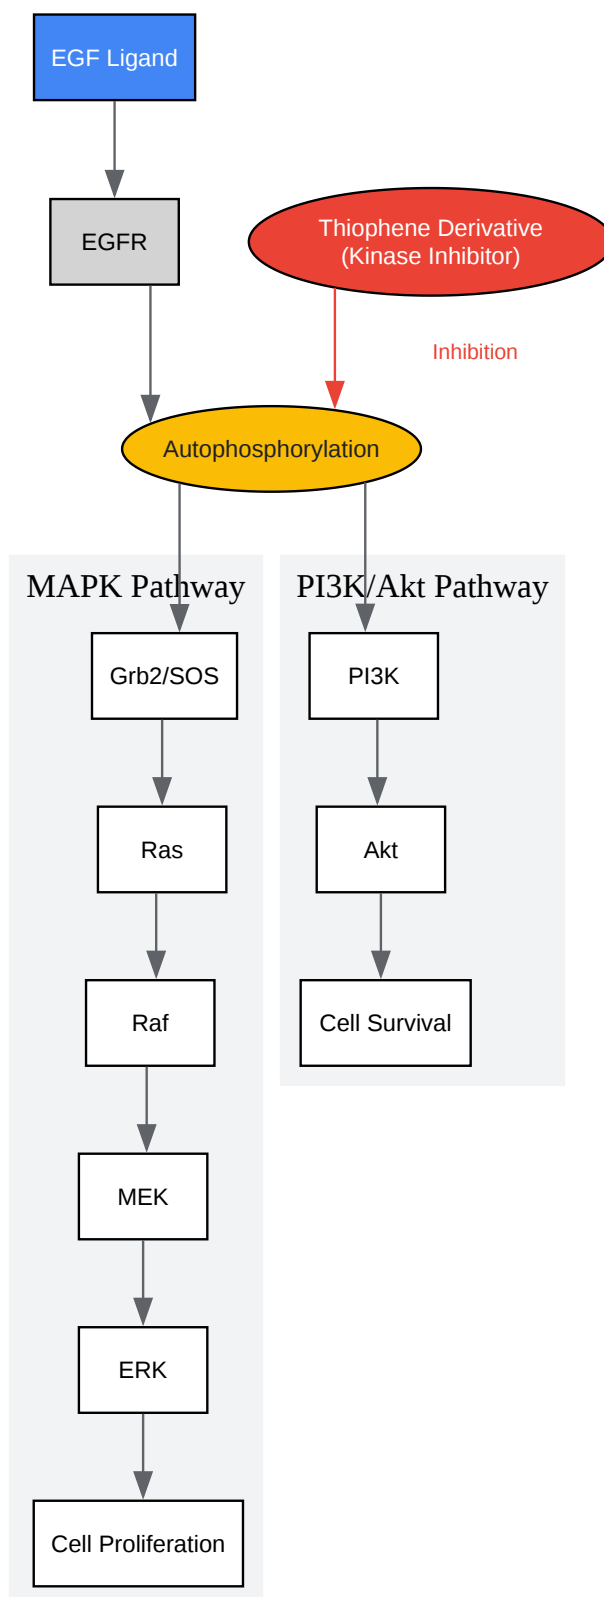 EGF Ligand
EGFR
Thiophene Derivative
(Kinase Inhibitor)
Inhibition
Autophosphorylation
MAPK Pathway
PI3K/Akt Pathway
Grb2/SOS
PI3K
Ras
Akt
Raf
Cell Survival
MEK
ERK
Cell Proliferation